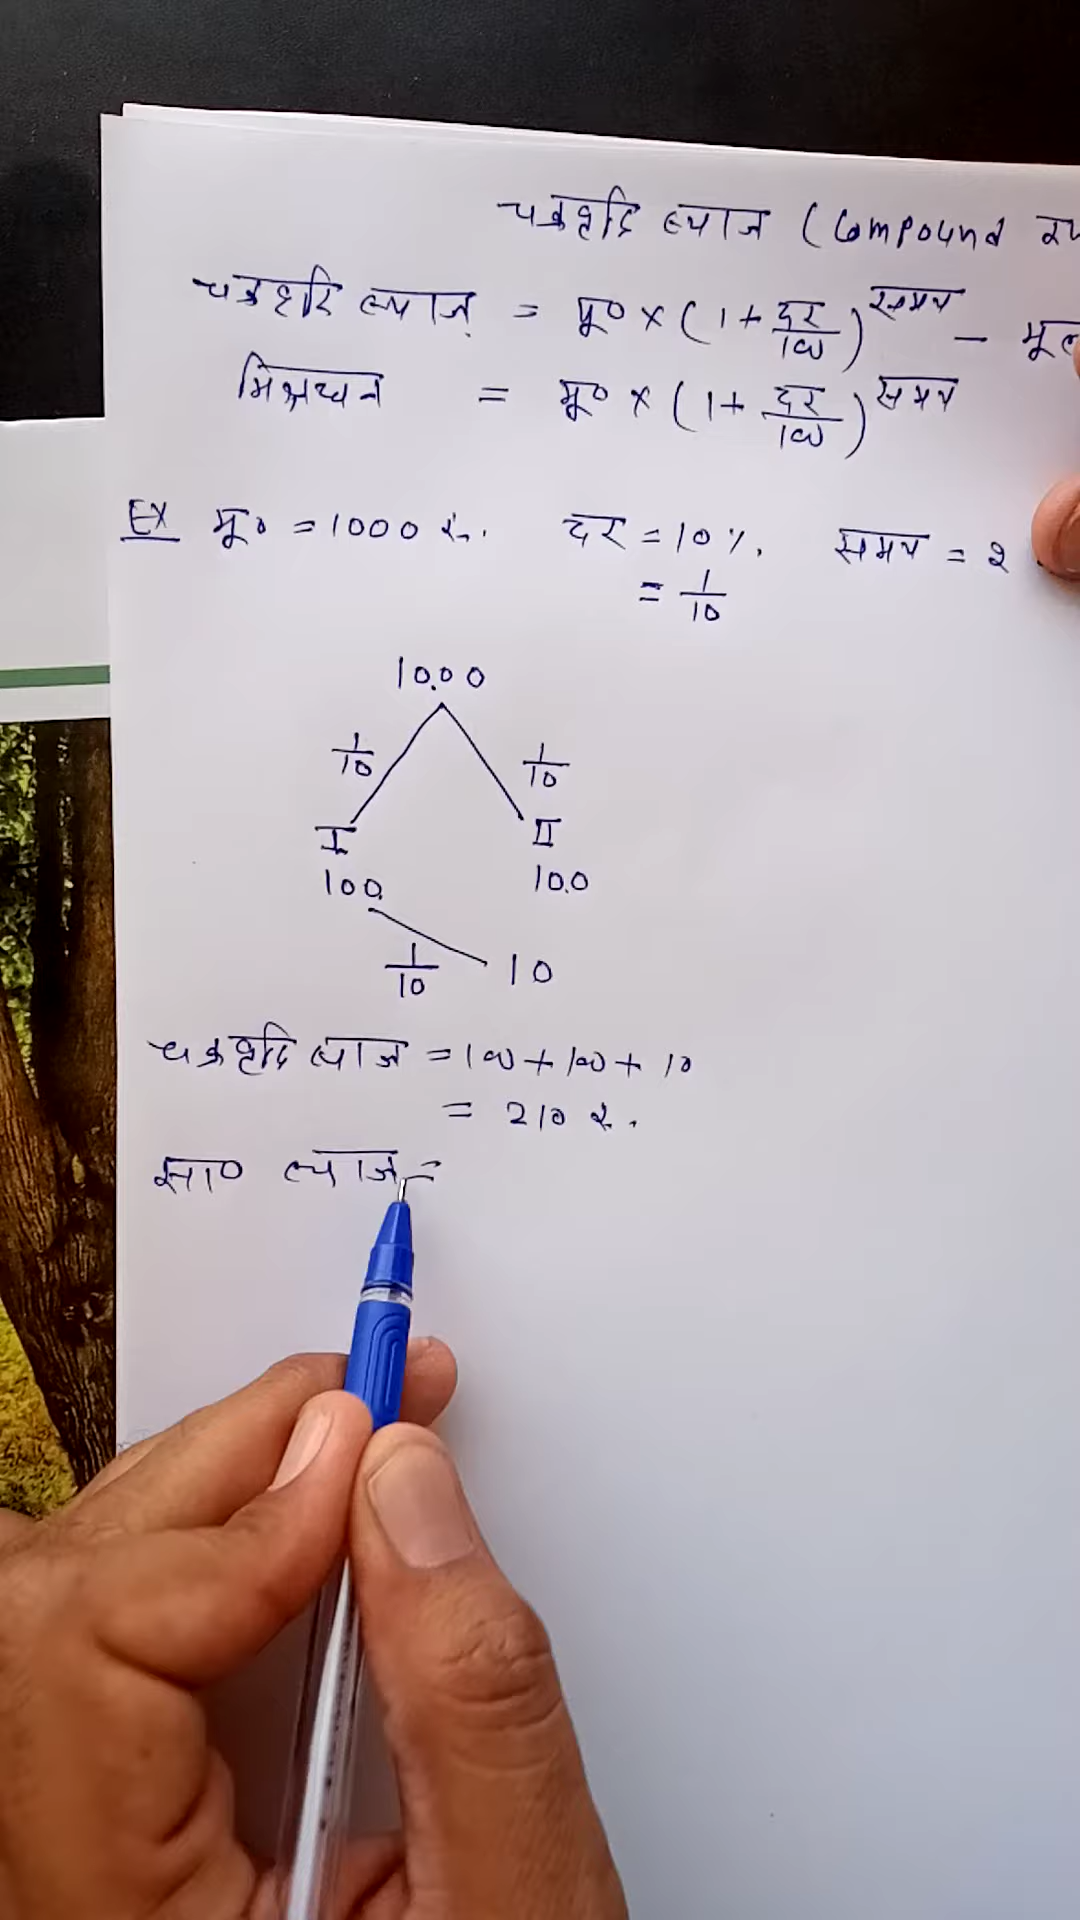 चक्रवृद्धि ब्याज (Compound
चक्रवृद्धि ब्याज = मू० × (1 + दर/100)^समय −
मिश्रधन = मू० × (1 + दर/100)^समय
Ex मू० = 1000 रु. दर = 10%. समय = 2
= 1/10
1000
1/10 1/10
I II
100 100
1/10 10
चक्रवृद्धि ब्याज = 100 + 100 + 10
= 210 रु.
सा० ब्याज =